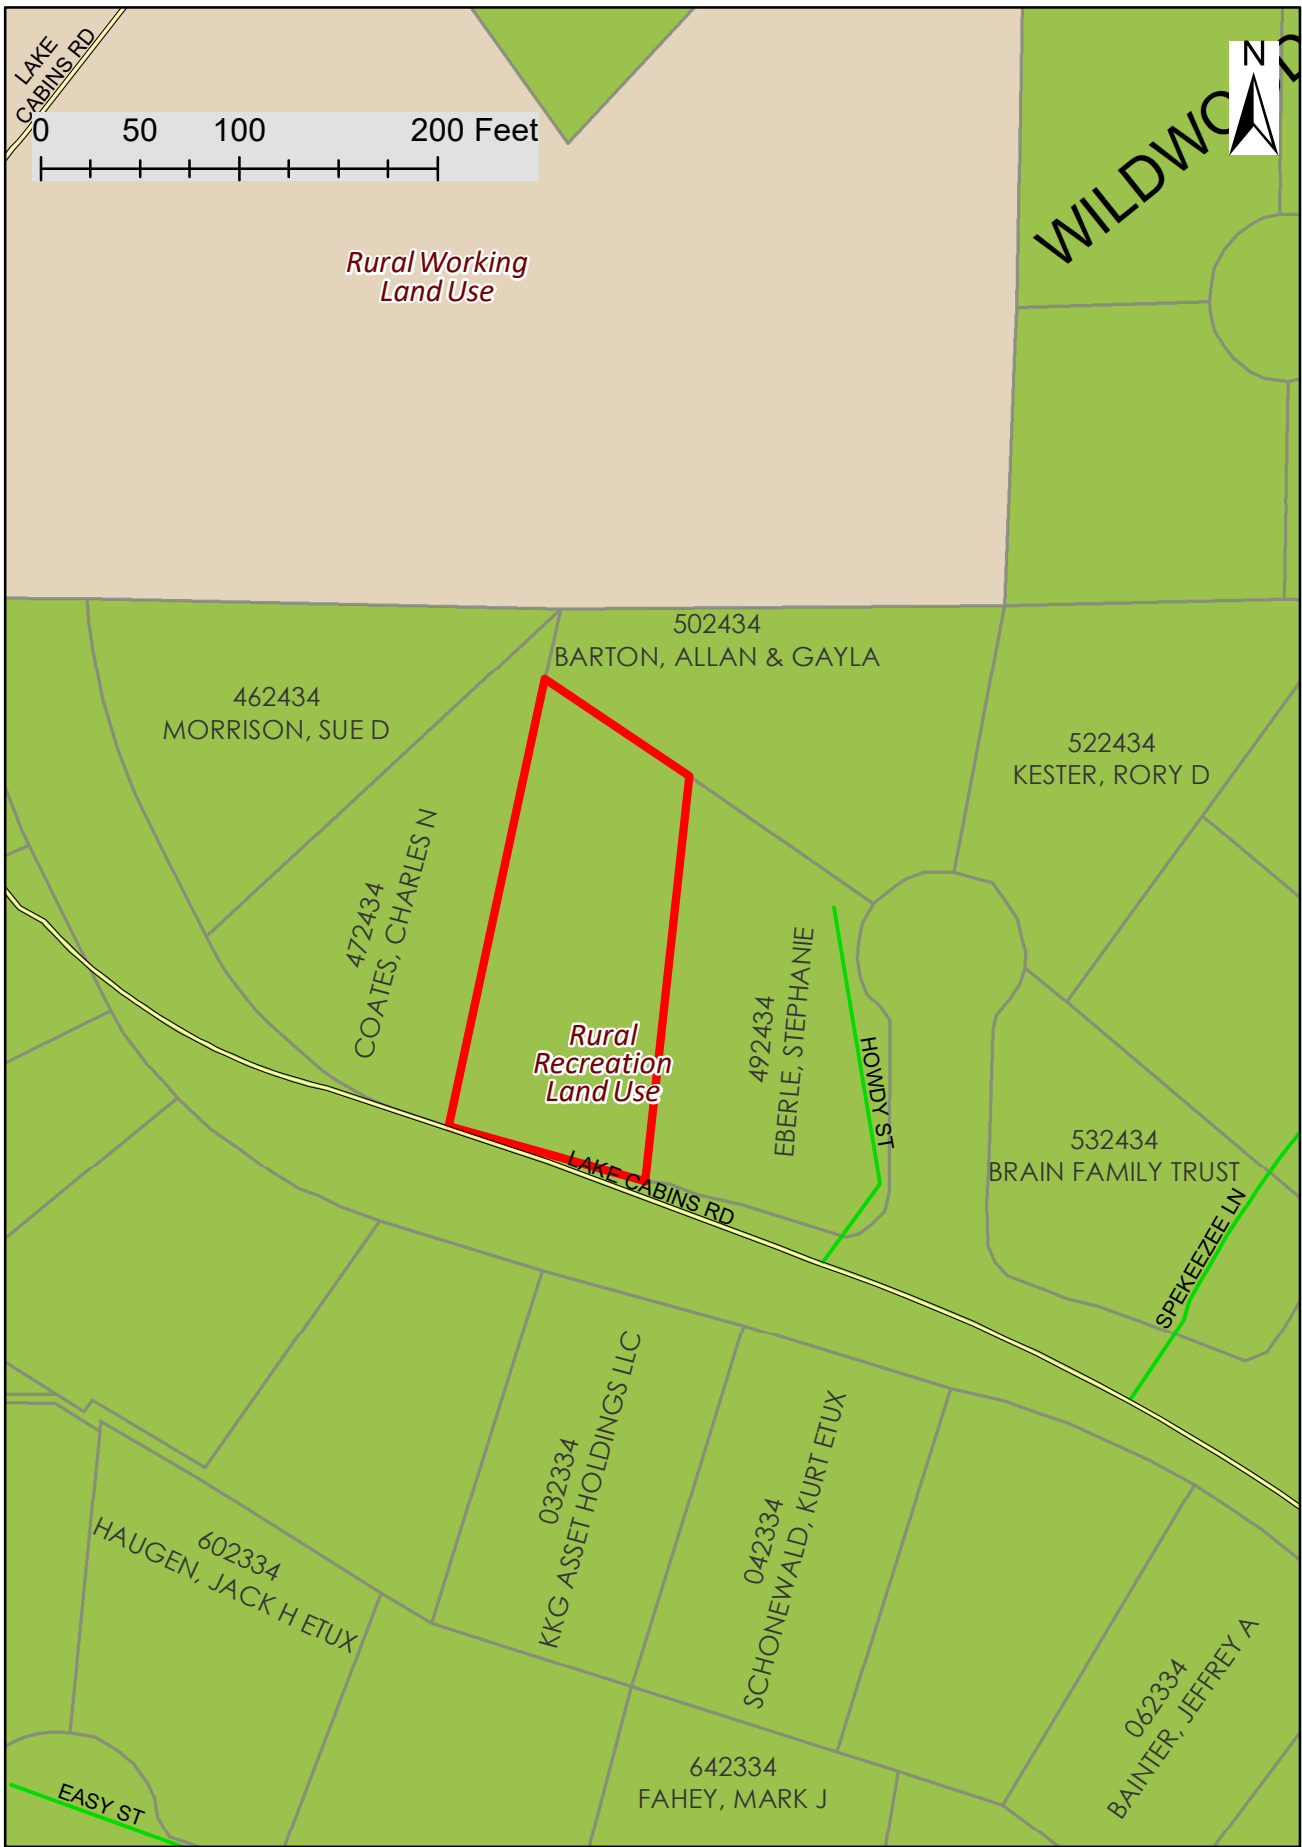 LAKE
CABINS RD
0 50 100 200 Feet
N
Rural Working
Land Use
502434
BARTON, ALLAN & GAYLA
462434
MORRISON, SUE D
522434
KESTER, RORY D
472434
COATES, CHARLES N
492434
EBERLE, STEPHANIE
HOWDY ST
Rural
Recreation
Land Use
LAKE CABINS RD
532434
BRAIN FAMILY TRUST
SPEKEEZEE LN
032334
KKG ASSET HOLDINGS LLC
042334
SCHONEWALD, KURT ETUX
602334
HAUGEN, JACK H ETUX
062334
BAINTER, JEFFREY A
642334
FAHEY, MARK J
EASY ST